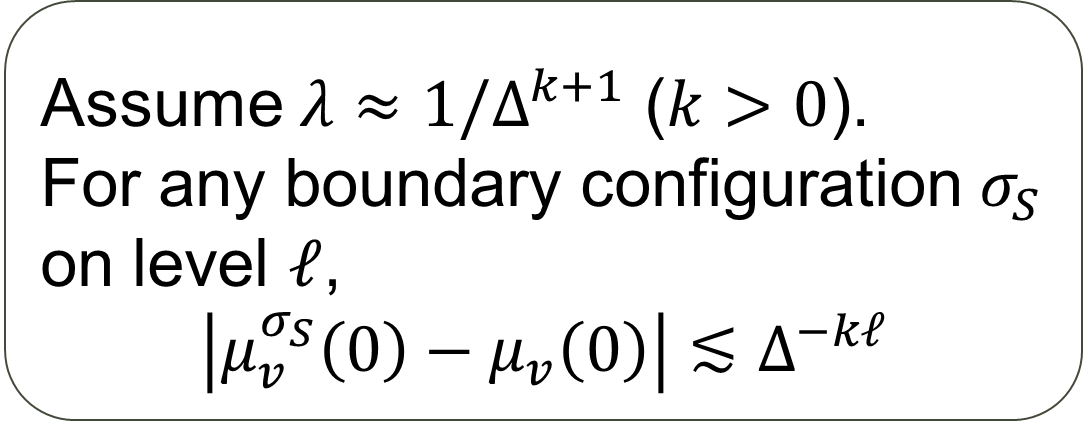 Assume 𝜆 ≈ 1/Δ^{𝑘+1} (𝑘 > 0).
For any boundary configuration 𝜎_𝑆
on level ℓ,
|𝜇_𝑣^{𝜎_𝑆}(0) − 𝜇_𝑣(0)| ⪅ Δ^{−𝑘ℓ}